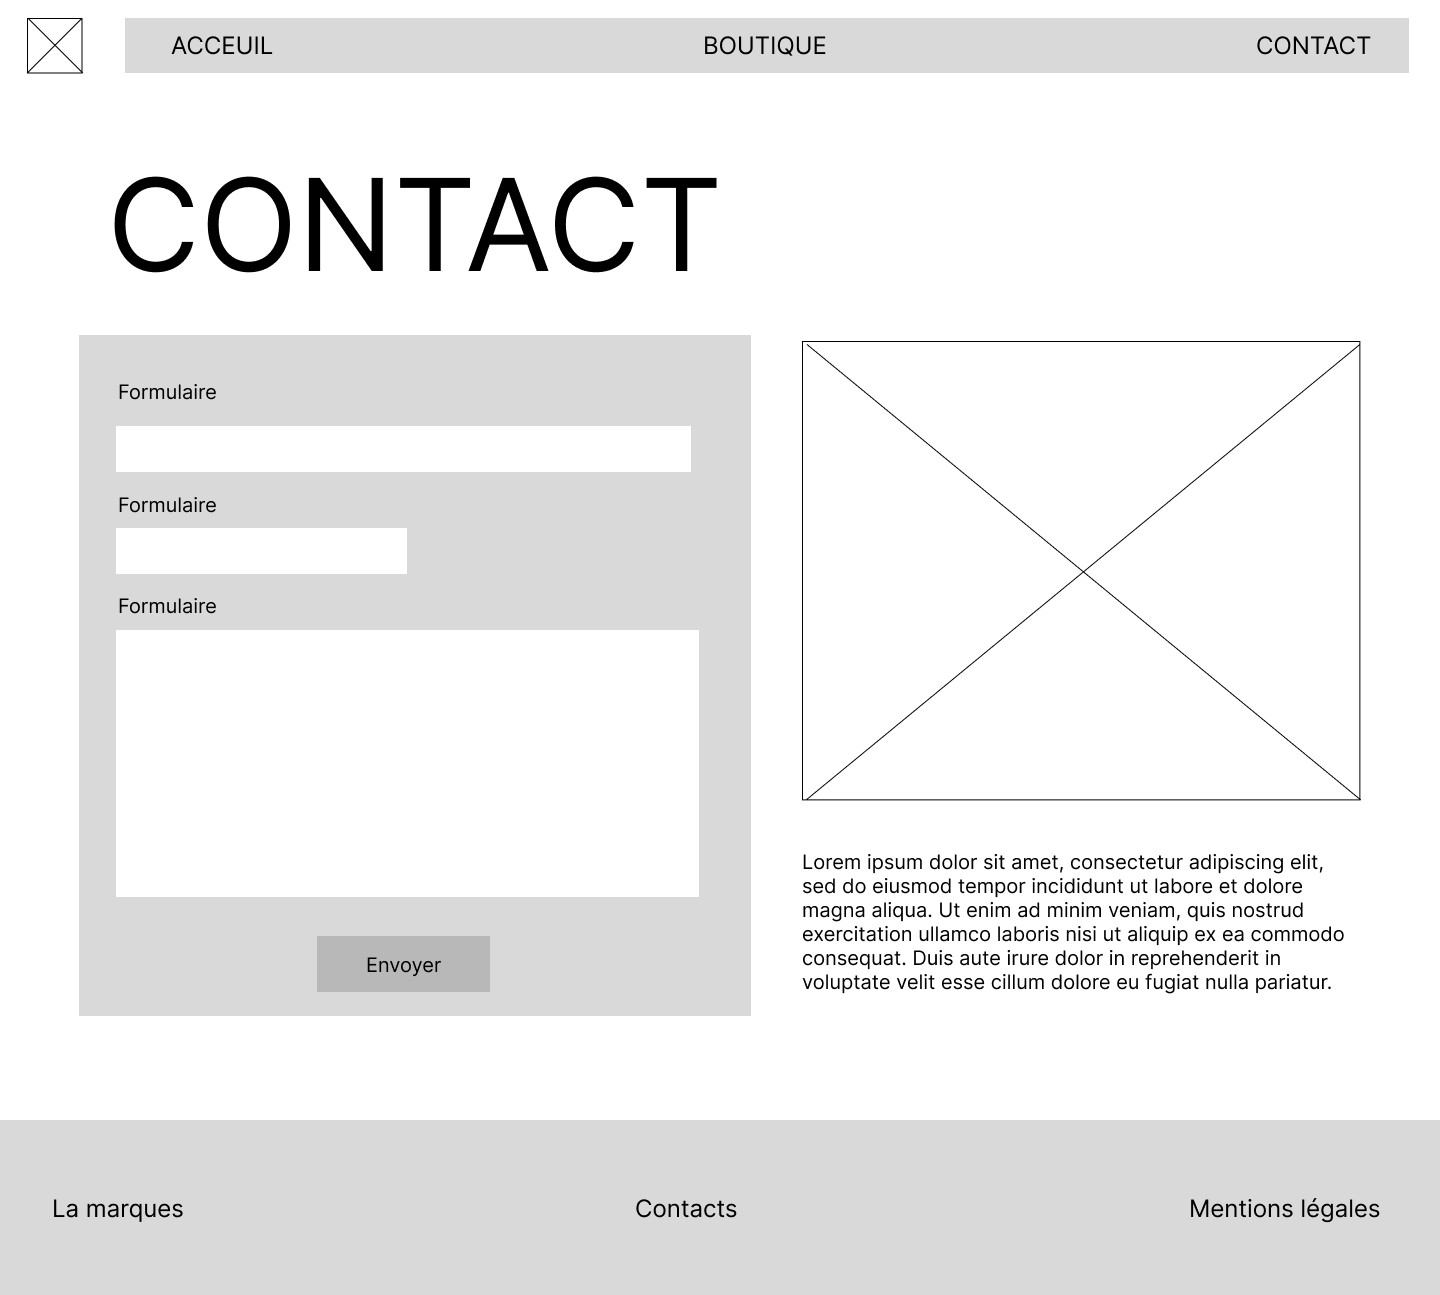 ACCEUIL
BOUTIQUE
CONTACT
CONTACT
Formulaire
Formulaire
Formulaire
Envoyer
Lorem ipsum dolor sit amet, consectetur adipiscing elit,
sed do eiusmod tempor incididunt ut labore et dolore
magna aliqua. Ut enim ad minim veniam, quis nostrud
exercitation ullamco laboris nisi ut aliquip ex ea commodo
consequat. Duis aute irure dolor in reprehenderit in
voluptate velit esse cillum dolore eu fugiat nulla pariatur.
La marques
Contacts
Mentions légales